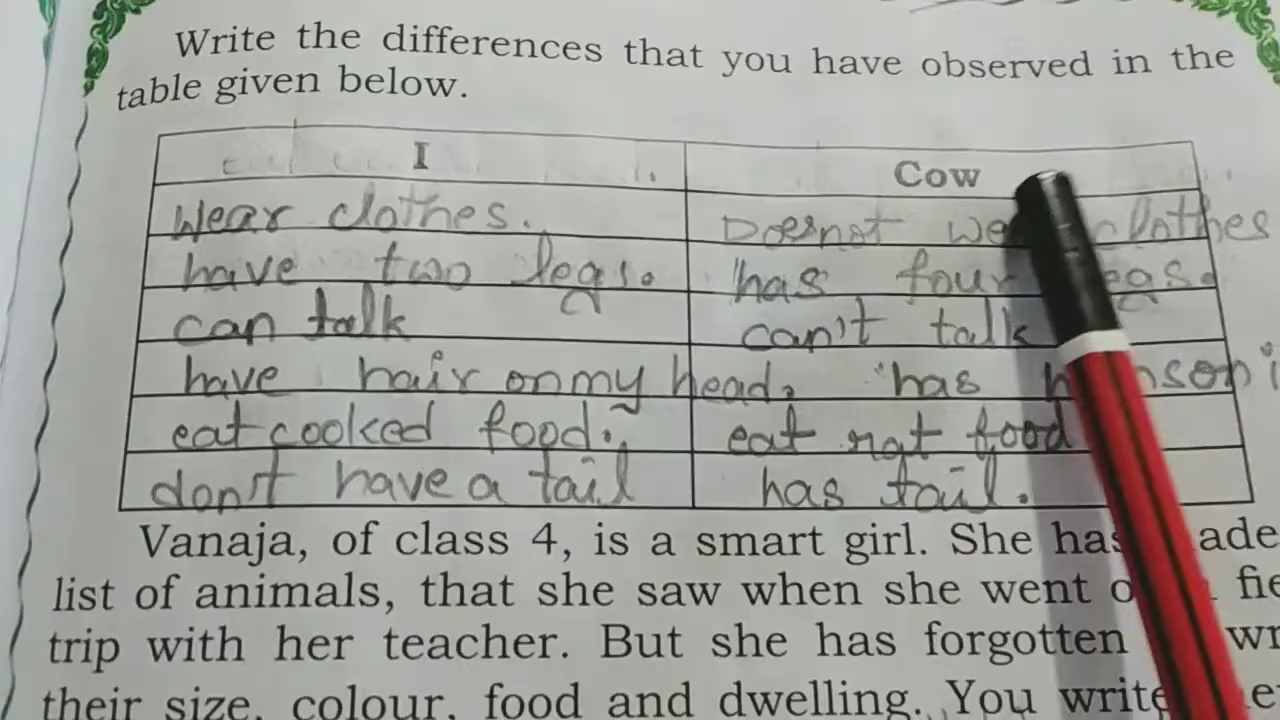 Write the differences that you have observed in the
table given below.
I Cow
Wear clothes. Doesnot clothes
have two legs. has four
can talk can't talk
have hair on my head, has
eat cooked food. eat rat food
don't have a tail has tail.
Vanaja, of class 4, is a smart girl. She has
list of animals, that she saw when she went
trip with her teacher. But she has forgotten
their size, colour, food and dwelling. You write